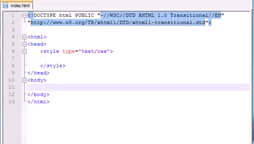 index.html
1 <!DOCTYPE html PUBLIC "-//W3C//DTD XHTML 1.0 Transitional//EN"
2 "http://www.w3.org/TR/xhtml1/DTD/xhtml1-transitional.dtd">
3
4 <html>
5 <head>
6 <style type="text/css">
7
8 </style>
9 </head>
10 <body>
11
12 </body>
13 </html>